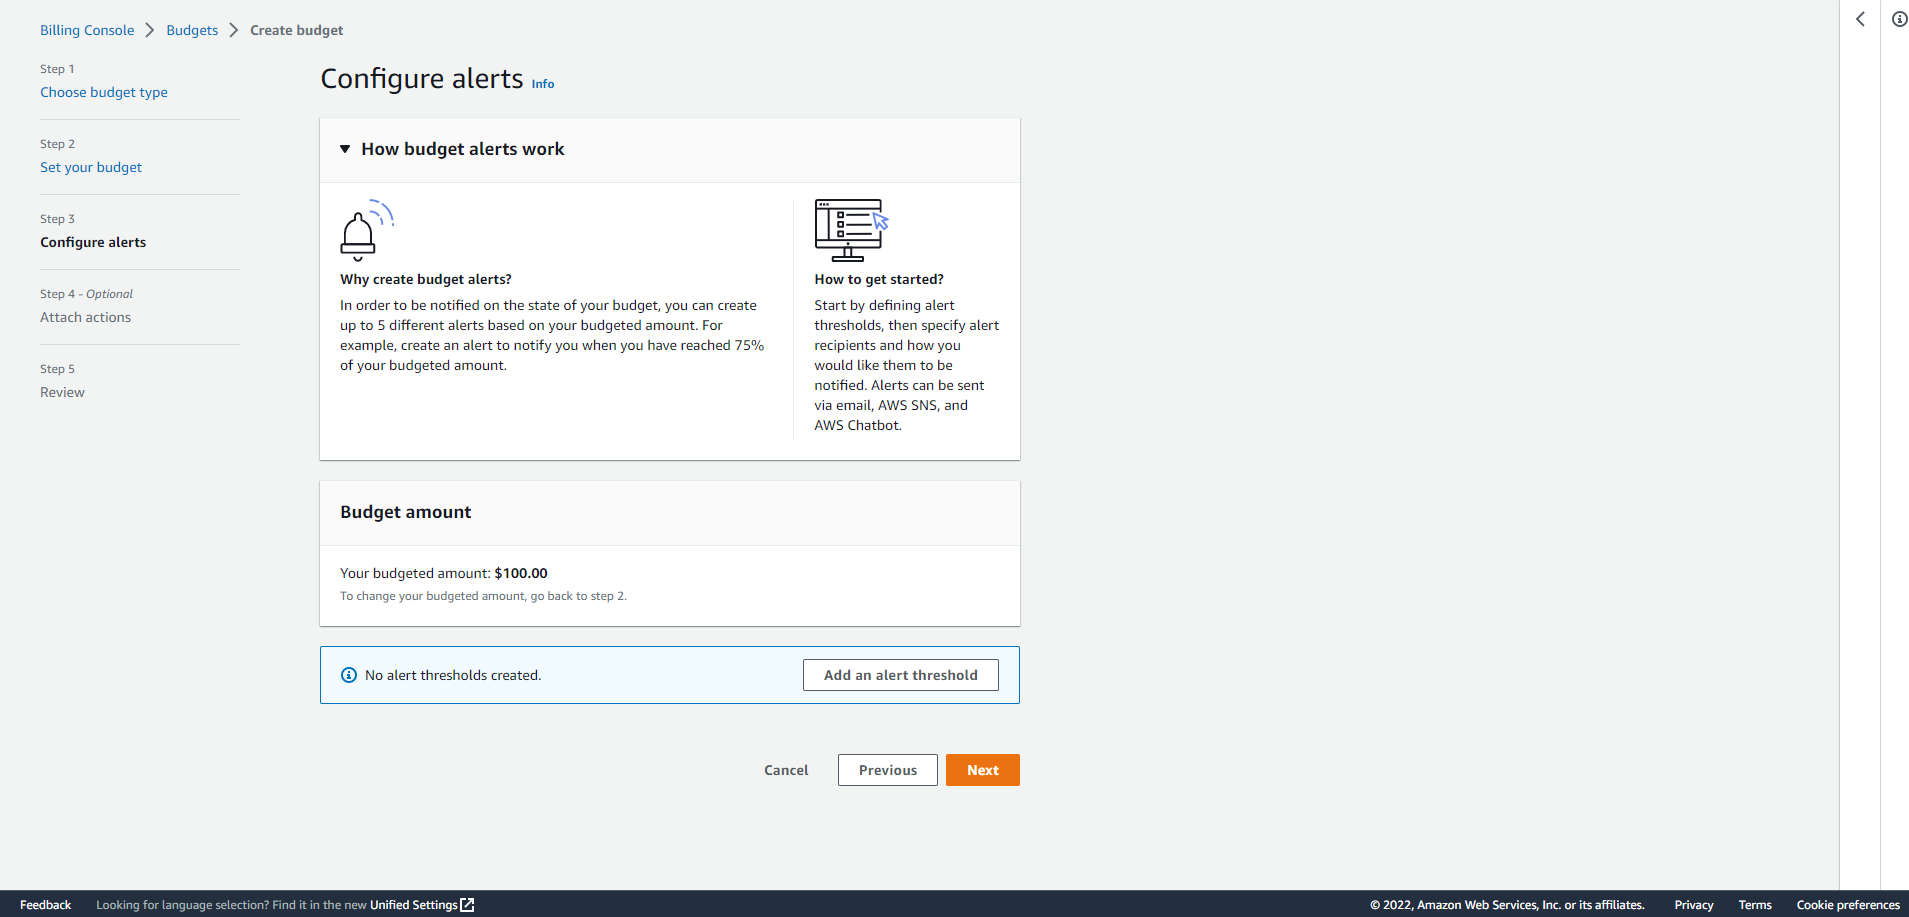 Billing Console > Budgets > Create budget
Step 1
Choose budget type
Step 2
Set your budget
Step 3
Configure alerts
Step 4 - Optional
Attach actions
Step 5
Review
Configure alerts Info
How budget alerts work
Why create budget alerts?
In order to be notified on the state of your budget, you can create
up to 5 different alerts based on your budgeted amount. For
example, create an alert to notify you when you have reached 75%
of your budgeted amount.
How to get started?
Start by defining alert
thresholds, then specify alert
recipients and how you
would like them to be
notified. Alerts can be sent
via email, AWS SNS, and
AWS Chatbot.
Budget amount
Your budgeted amount: $100.00
To change your budgeted amount, go back to step 2.
No alert thresholds created.
Add an alert threshold
Cancel
Previous
Next
Feedback
Looking for language selection? Find it in the new Unified Settings
© 2022, Amazon Web Services, Inc. or its affiliates.
Privacy
Terms
Cookie preferences